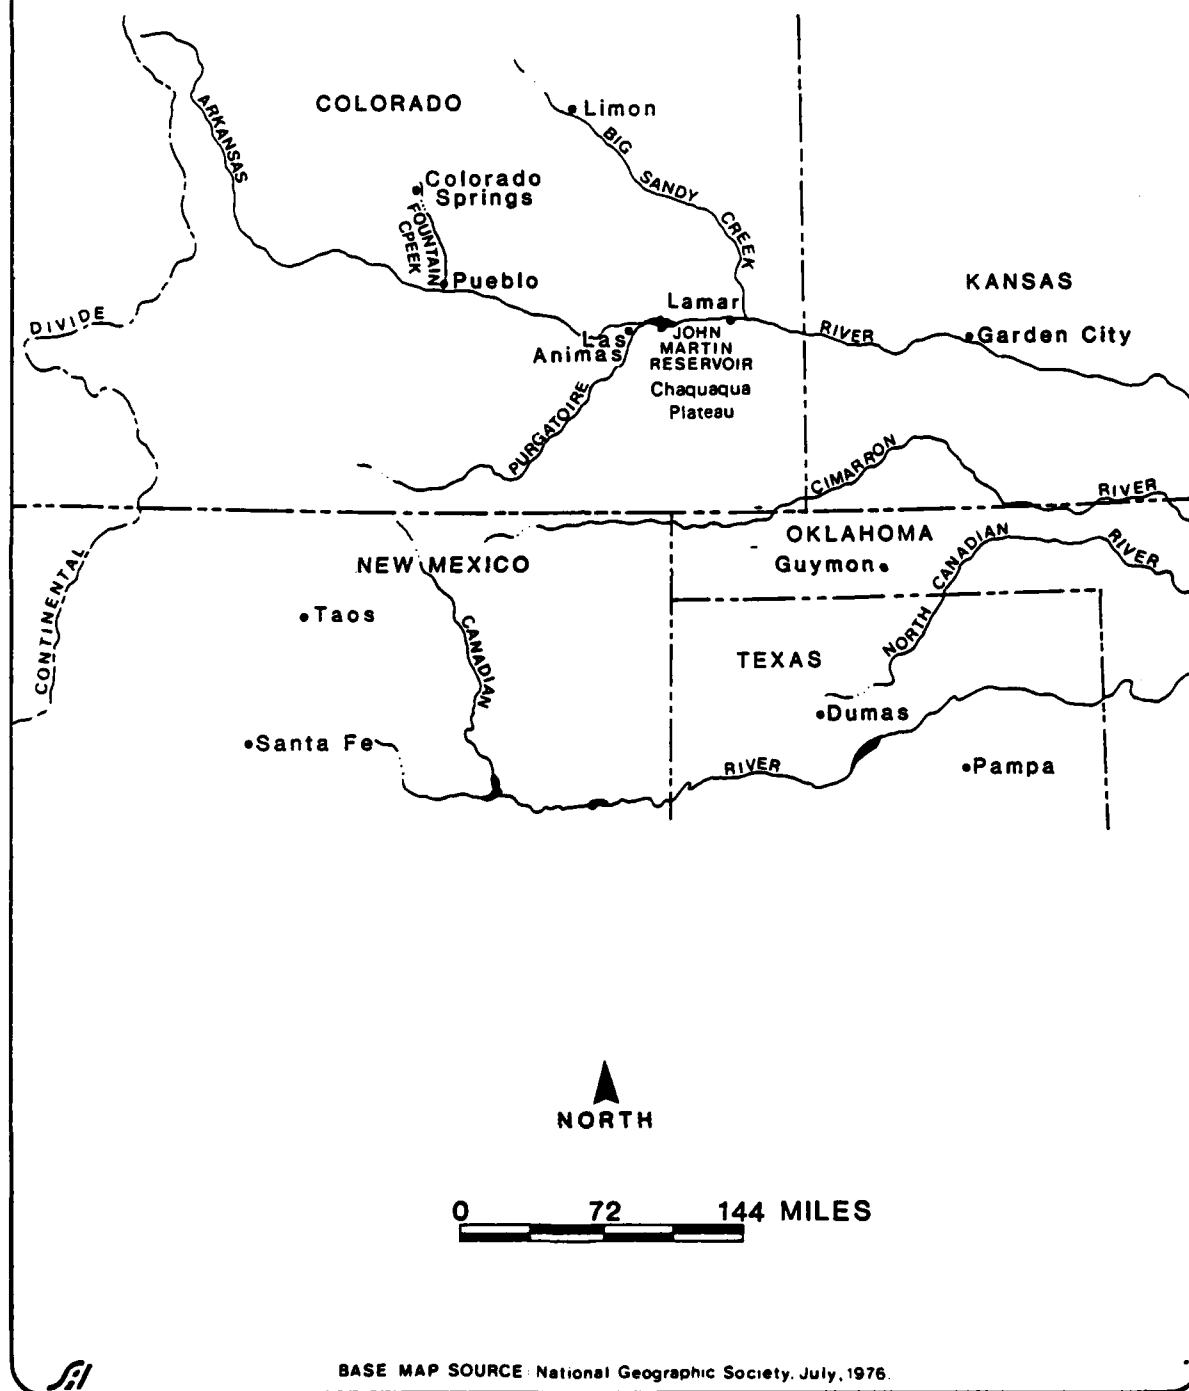 COLORADO
Limon
ARKANSAS
BIG
SANDY
CREEK
Colorado
Springs
FOUNTAIN
CPEEK
Pueblo
KANSAS
DIVIDE
Lamar
RIVER
Garden City
Las
Animas
JOHN
MARTIN
RESERVOIR
Chaquaqua
Plateau
PURGATOIRE
CIMARRON
RIVER
OKLAHOMA
Guymon
NEW MEXICO
NORTH CANADIAN
RIVER
CONTINENTAL
Taos
CANADIAN
TEXAS
Dumas
Santa Fe
RIVER
Pampa
NORTH
0 72 144 MILES
BASE MAP SOURCE: National Geographic Society, July, 1976.